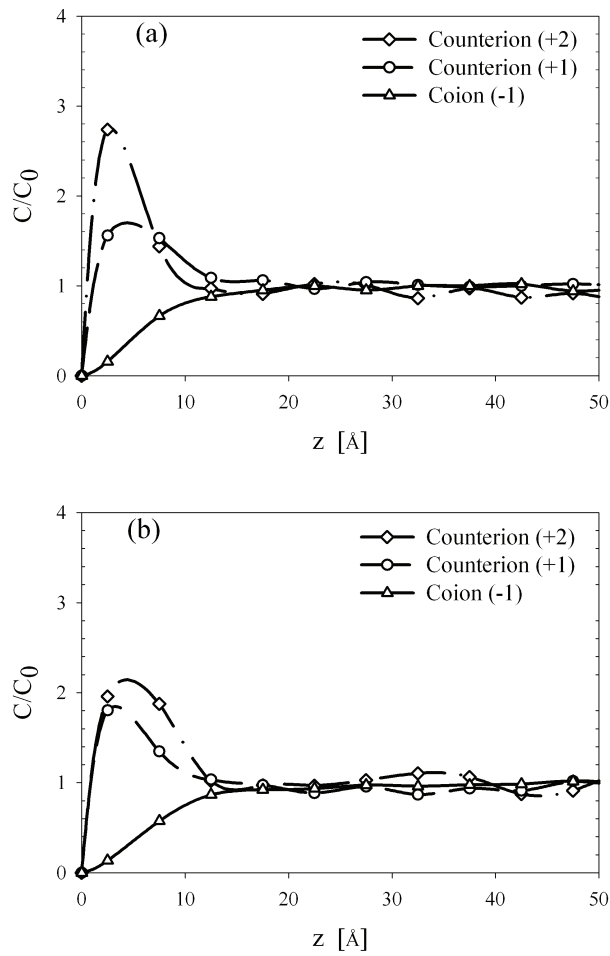 (a)
Counterion (+2)
Counterion (+1)
Coion (-1)
4
3
2
1
0
C/C0
0 10 20 30 40 50
z [Å]
(b)
Counterion (+2)
Counterion (+1)
Coion (-1)
4
3
2
1
0
C/C0
0 10 20 30 40 50
z [Å]